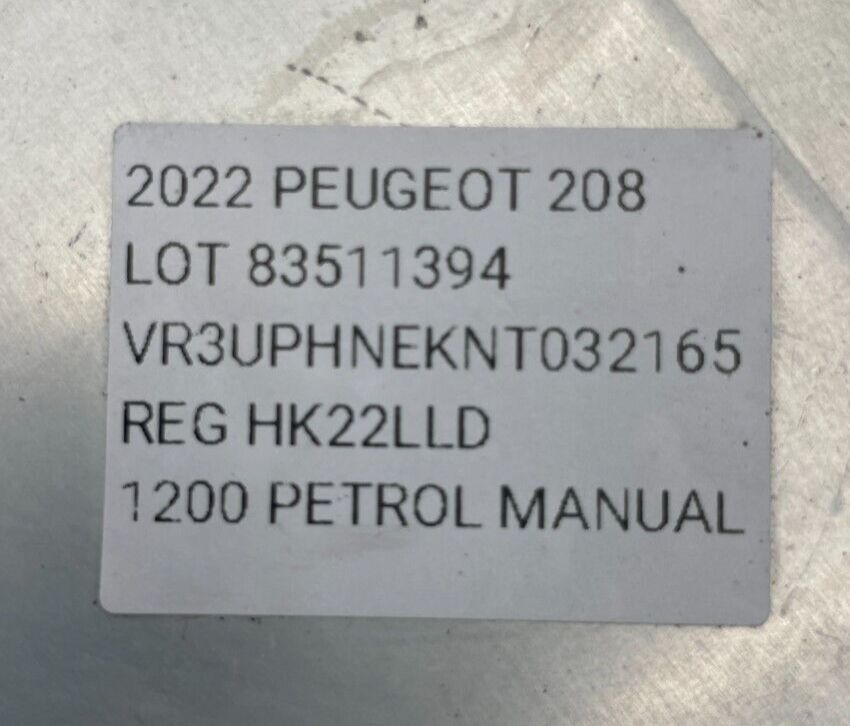 2022 PEUGEOT 208
LOT 83511394
VR3UPHNEKNT032165
REG HK22LLD
1200 PETROL MANUAL